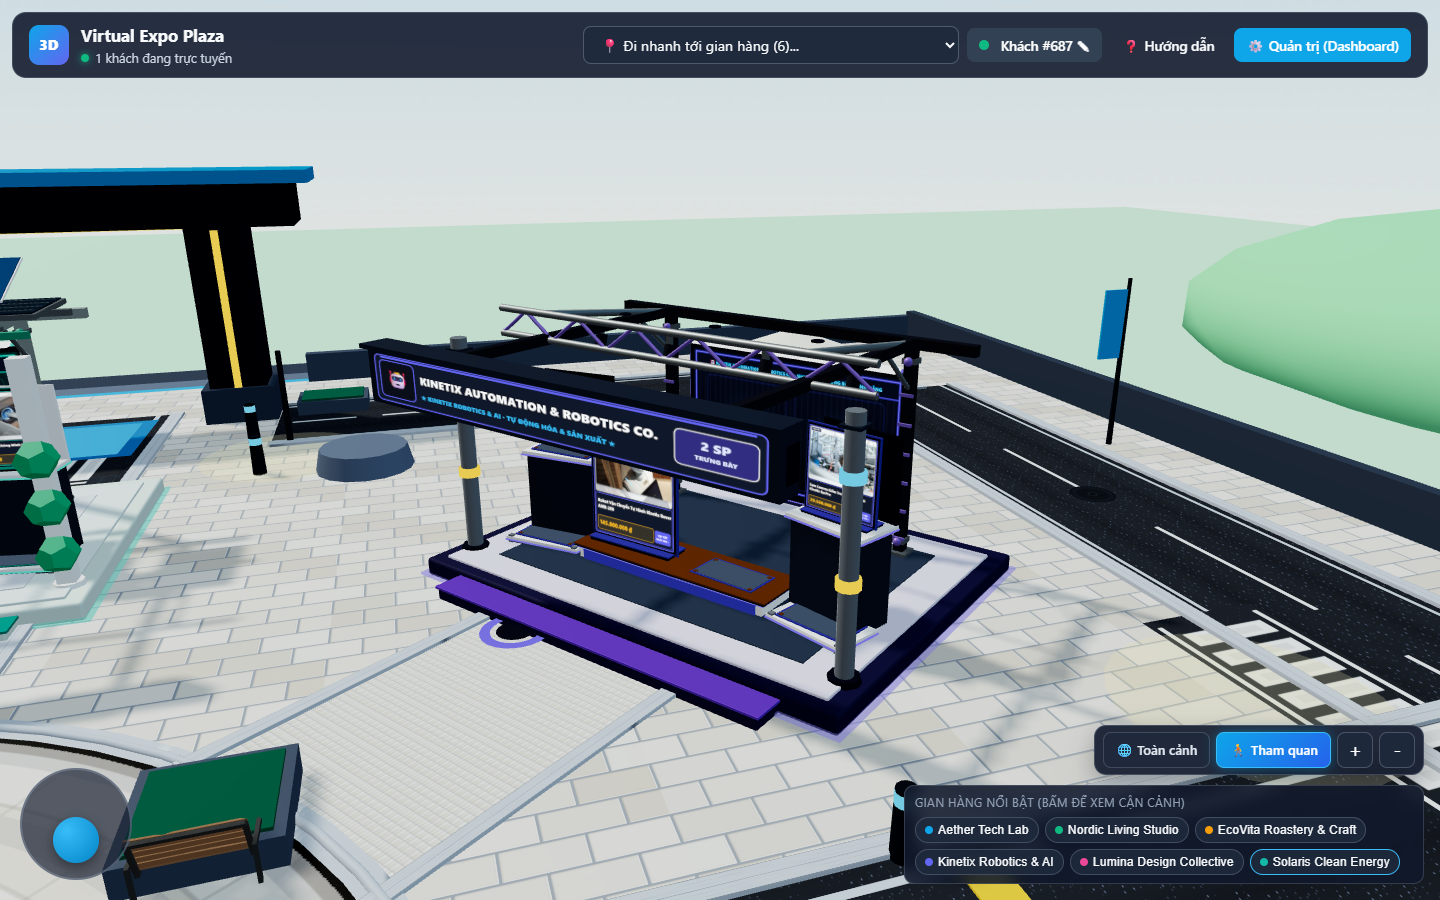 3D
Virtual Expo Plaza
1 khách đang trực tuyến
Đi nhanh tới gian hàng (6)...
Khách #687
Hướng dẫn
Quản trị (Dashboard)
KINETIX AUTOMATION & ROBOTICS CO.
★ KINETIX ROBOTICS & AI - TỰ ĐỘNG HÓA & SẢN XUẤT ★
2 SP
TRƯNG BÀY
145.000.000 đ
Toàn cảnh
Tham quan
+
-
GIAN HÀNG NỔI BẬT (BẤM ĐỂ XEM CẬN CẢNH)
Aether Tech Lab
Nordic Living Studio
EcoVita Roastery & Craft
Kinetix Robotics & AI
Lumina Design Collective
Solaris Clean Energy